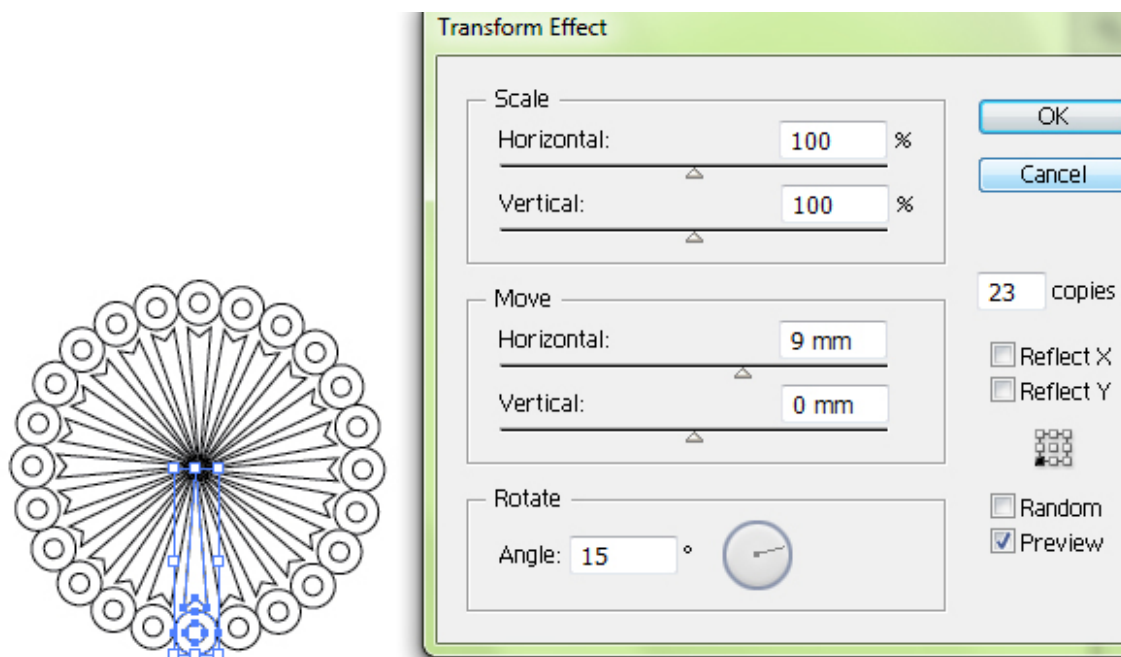 Transform Effect
Scale
Horizontal: 100 %
Vertical: 100 %
Move
Horizontal: 9 mm
Vertical: 0 mm
Rotate
Angle: 15 °
OK
Cancel
23 copies
Reflect X
Reflect Y
Random
Preview